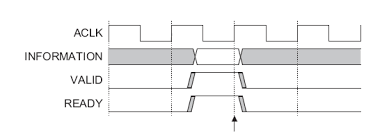 ACLK
INFORMATION
VALID
READY